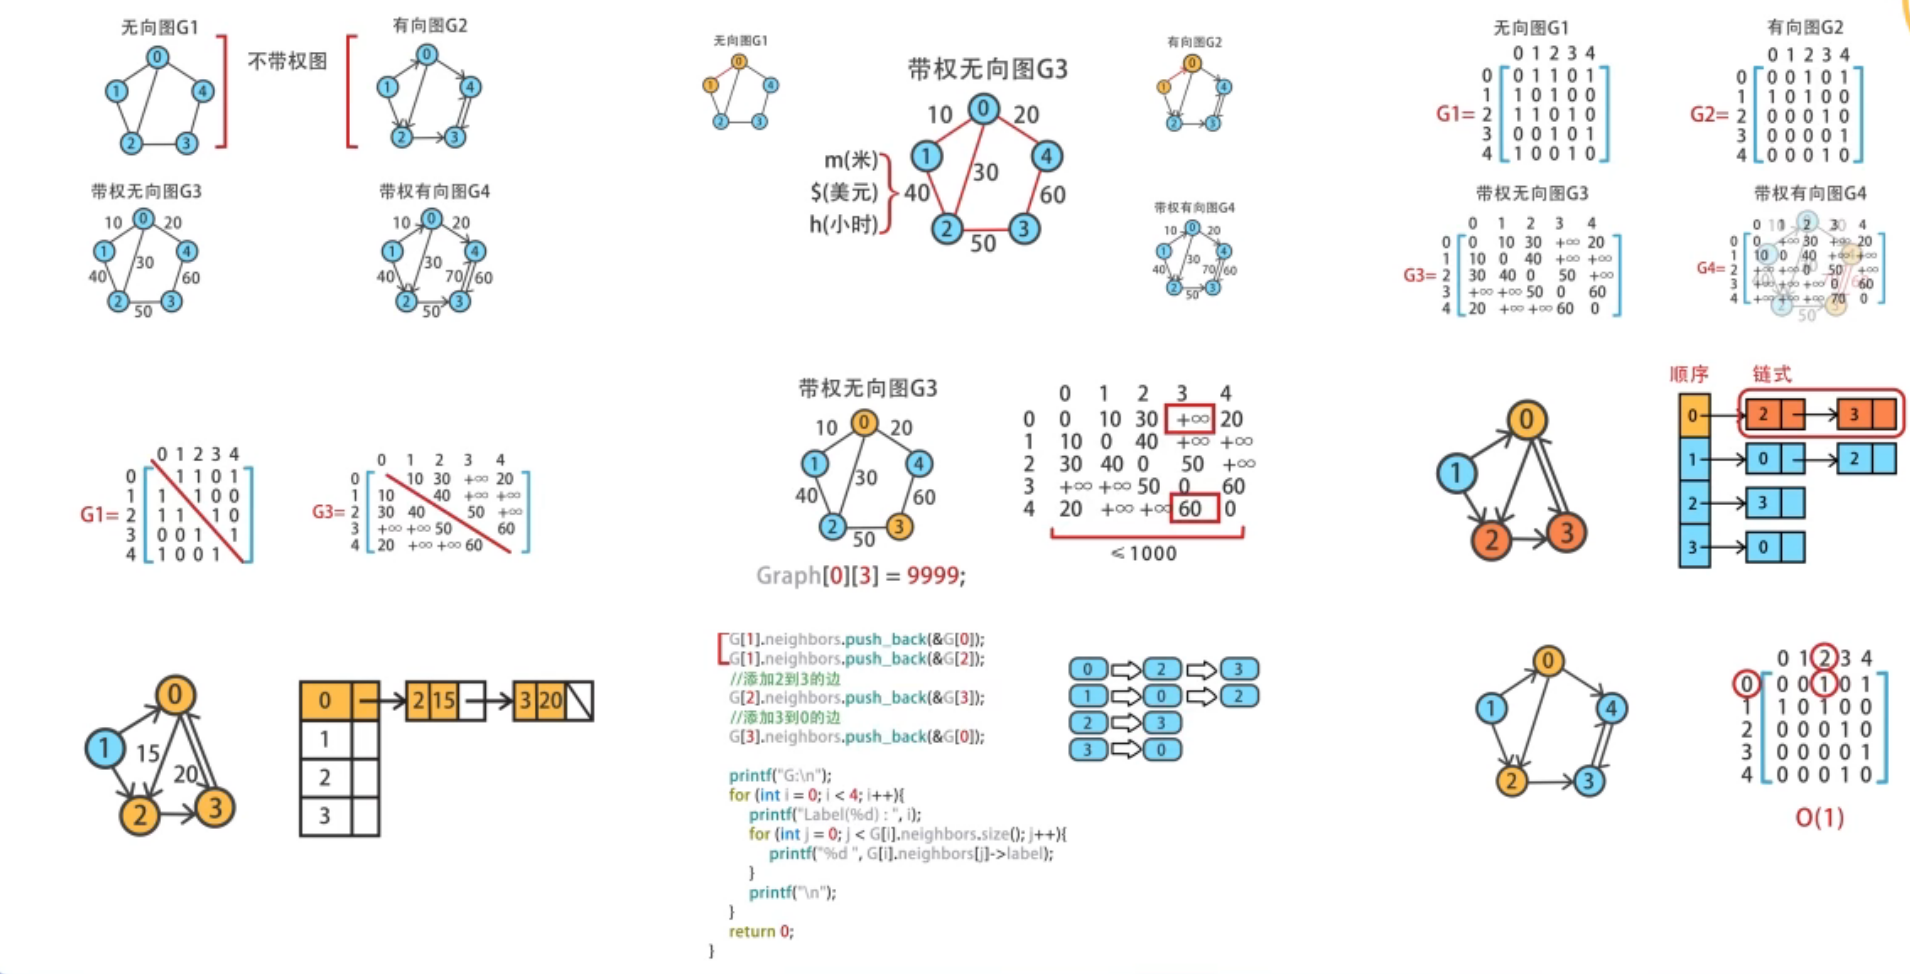 无向图G1
0
1
4
2
3
不带权图
有向图G2
0
1
4
2
3
带权无向图G3
10
0
20
1
4
40
30
60
2
3
50
带权有向图G4
10
0
20
1
4
40
30
70
60
2
3
50
无向图G1
0
1
4
2
3
带权无向图G3
10
0
20
1
4
m(米)
$(美元)
h(小时)
40
30
60
2
3
50
有向图G2
0
1
4
2
3
带权有向图G4
10
0
20
1
4
40
30
70
60
2
3
50
无向图G1
0 1 2 3 4
0 0 1 1 0 1
1 1 0 1 0 0
G1= 2 1 1 0 1 0
3 0 0 1 0 1
4 1 0 0 1 0
有向图G2
0 1 2 3 4
0 0 0 1 0 1
1 1 0 1 0 0
G2= 2 0 0 0 1 0
3 0 0 0 0 1
4 0 0 0 1 0
带权无向图G3
0 1 2 3 4
0 0 10 30 +∞ 20
1 10 0 40 +∞ +∞
G3= 2 30 40 0 50 +∞
3 +∞ +∞ 50 0 60
4 20 +∞ +∞ 60 0
带权有向图G4
0 1 2 3 4
0 0 +∞ 30 +∞ 20
1 10 0 40 +∞ +∞
G4= 2 +∞ +∞ 0 50 +∞
3 +∞ +∞ +∞ 0 60
4 +∞ +∞ +∞ 70 0
50
0 1 2 3 4
0 1 1 0 1
1 1 1 0 0
G1= 2 1 1 1 0
3 0 0 1 1
4 1 0 0 1
0 1 2 3 4
0 10 30 +∞ 20
1 10 40 +∞ +∞
G3= 2 30 40 50 +∞
3 +∞ +∞ 50 60
4 20 +∞ +∞ 60
带权无向图G3
10
0
20
1
4
40
30
60
2
3
50
Graph[0][3] = 9999;
0 1 2 3 4
0 0 10 30 +∞ 20
1 10 0 40 +∞ +∞
2 30 40 0 50 +∞
3 +∞ +∞ 50 0 60
4 20 +∞ +∞ 60 0
≤1000
0
1
2
3
顺序 链式
0 2 3
1 0 2
2 3
3 0
0
1
15
20
2
3
0 2 15 3 20
1
2
3
G[1].neighbors.push_back(&G[0]);
G[1].neighbors.push_back(&G[2]);
//添加2到3的边
G[2].neighbors.push_back(&G[3]);
//添加3到0的边
G[3].neighbors.push_back(&G[0]);
printf("G:\n");
for (int i = 0; i < 4; i++){
printf("Label(%d) : ", i);
for (int j = 0; j < G[i].neighbors.size(); j++){
printf("%d ", G[i].neighbors[j]->label);
}
printf("\n");
}
return 0;
}
0 2 3
1 0 2
2 3
3 0
0
1
4
2
3
0 1 2 3 4
0 0 0 1 0 1
1 1 0 1 0 0
2 0 0 0 1 0
3 0 0 0 0 1
4 0 0 0 1 0
O(1)